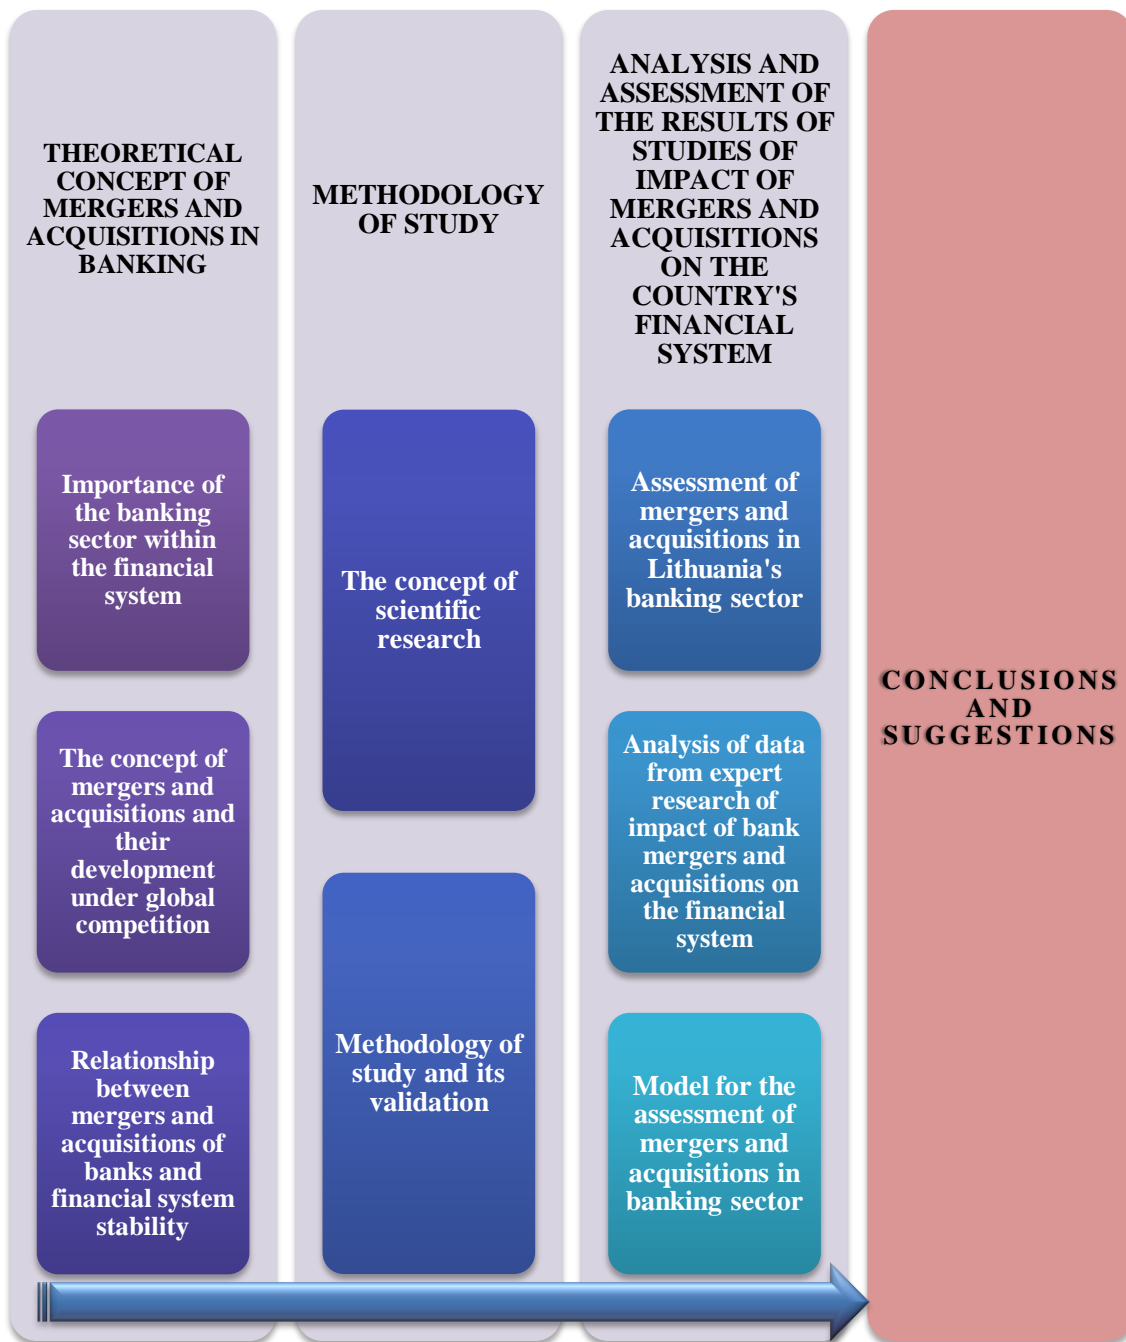 THEORETICAL
CONCEPT OF
MERGERS AND
ACQUISITIONS IN
BANKING
Importance of
the banking
sector within
the financial
system
The concept of
mergers and
acquisitions and
their
development
under global
competition
Relationship
between
mergers and
acquisitions of
banks and
financial system
stability
METHODOLOGY
OF STUDY
The concept of
scientific
research
Methodology of
study and its
validation
ANALYSIS AND
ASSESSMENT OF
THE RESULTS OF
STUDIES OF
IMPACT OF
MERGERS AND
ACQUISITIONS
ON THE
COUNTRY'S
FINANCIAL
SYSTEM
Assessment of
mergers and
acquisitions in
Lithuania's
banking sector
Analysis of data
from expert
research of
impact of bank
mergers and
acquisitions on
the financial
system
Model for the
assessment of
mergers and
acquisitions in
banking sector
CONCLUSIONS
AND
SUGGESTIONS